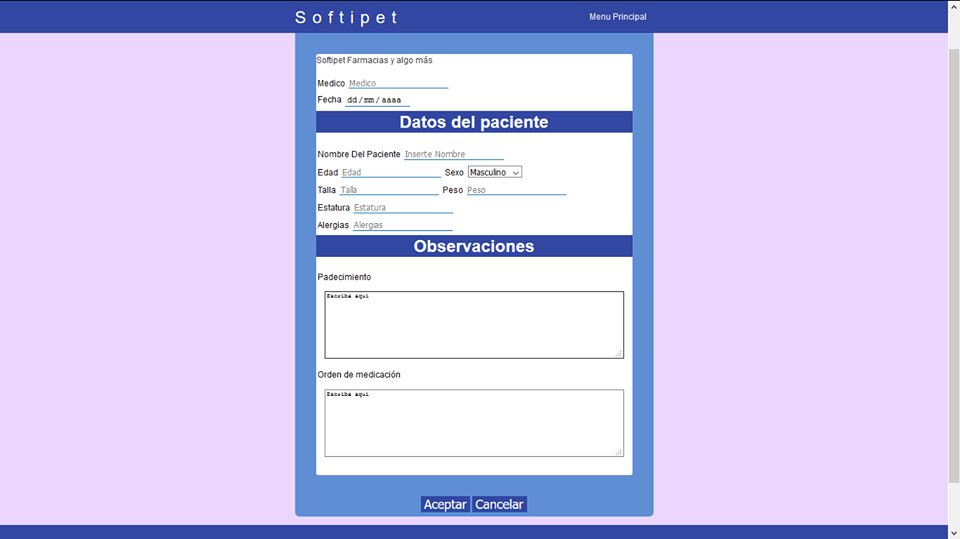 Softipet Menu Principal
Softipet Farmacias y algo más
Medico Medico
Fecha dd/mm/aaaa
Datos del paciente
Nombre Del Paciente Inserte Nombre
Edad Edad Sexo Masculino
Talla Talla Peso Peso
Estatura Estatura
Alergias Alergias
Observaciones
Padecimiento
Escriba aqui
Orden de medicación
Escriba aqui
Aceptar Cancelar